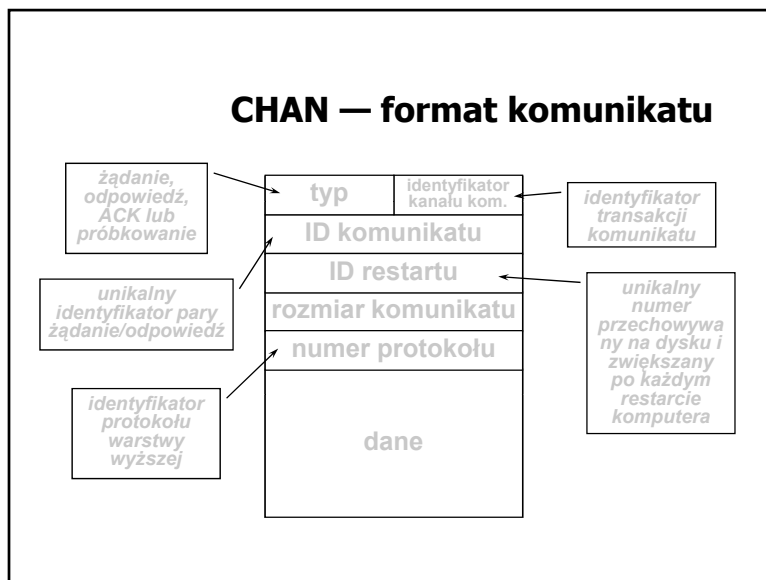 CHAN — format komunikatu
żądanie,
odpowiedź,
ACK lub
próbkowanie
typ
identyfikator
kanału kom.
identyfikator
transakcji
komunikatu
ID komunikatu
ID restartu
unikalny
identyfikator pary
żądanie/odpowiedź
rozmiar komunikatu
unikalny
numer
przechowywa
ny na dysku i
zwiększany
po każdym
restarcie
komputera
numer protokołu
identyfikator
protokołu
warstwy
wyższej
dane